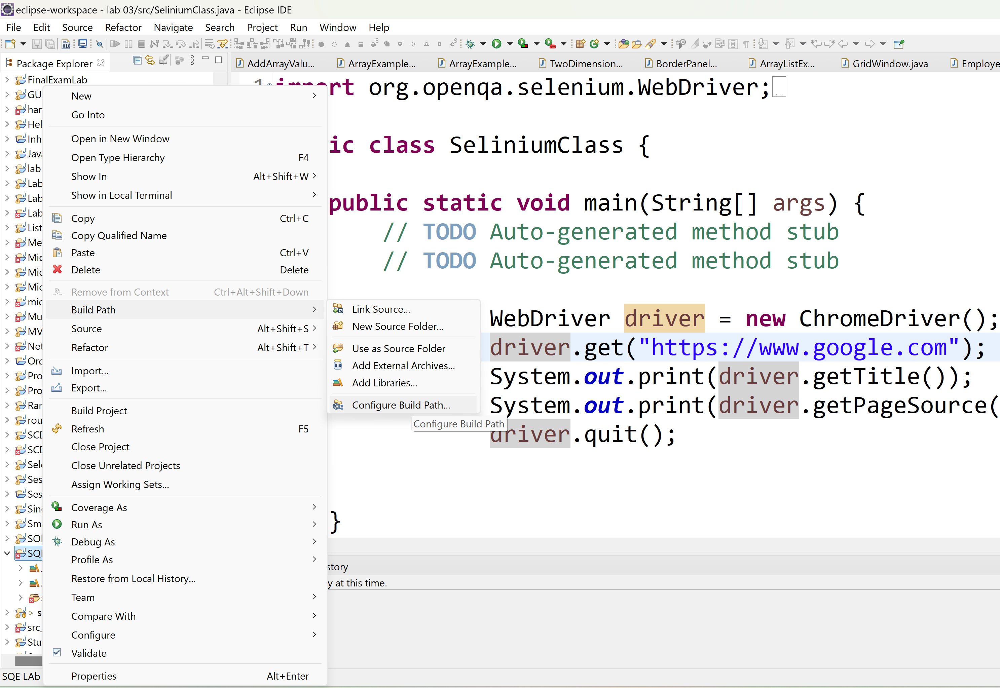 eclipse-workspace - lab 03/src/SeliniumClass.java - Eclipse IDE
File Edit Source Refactor Navigate Search Project Run Window Help
Package Explorer
AddArrayValu... ArrayExample... ArrayExample... TwoDimension... BorderPanel... ArrayListEx... GridWindow.java Employe
FinalExamLab
GU
han
Hel
Inh
Java
lab
Lab
Lab
Lab
List
Me
Mic
Mic
Mic
mic
Mu
MV
Net
Ord
Pro
Proj
Ran
rou
SCD
SCD
Sele
Ses
Ses
Sing
Sma
SOI
SQE
> s
src_
Stu
SQE LAb
New
Go Into
Open in New Window
Open Type Hierarchy F4
Show In Alt+Shift+W
Show in Local Terminal
Copy Ctrl+C
Copy Qualified Name
Paste Ctrl+V
Delete Delete
Remove from Context Ctrl+Alt+Shift+Down
Build Path
Source Alt+Shift+S
Refactor Alt+Shift+T
Import...
Export...
Build Project
Refresh F5
Close Project
Close Unrelated Projects
Assign Working Sets...
Coverage As
Run As
Debug As
Profile As
Restore from Local History...
Team
Compare With
Configure
Validate
Properties Alt+Enter
Link Source...
New Source Folder...
Use as Source Folder
Add External Archives...
Add Libraries...
Configure Build Path...
Configure Build Path
1 import org.openqa.selenium.WebDriver;
ic class SeliniumClass {
public static void main(String[] args) {
// TODO Auto-generated method stub
// TODO Auto-generated method stub
WebDriver driver = new ChromeDriver();
driver.get("https://www.google.com");
System.out.print(driver.getTitle());
System.out.print(driver.getPageSource(
driver.quit();
}
story
y at this time.